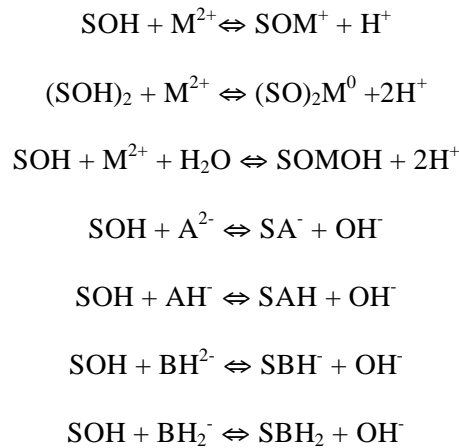 SOH + M²⁺ ⇔ SOM⁺ + H⁺
(SOH)₂ + M²⁺ ⇔ (SO)₂M⁰ +2H⁺
SOH + M²⁺ + H₂O ⇔ SOMOH + 2H⁺
SOH + A²⁻ ⇔ SA⁻ + OH⁻
SOH + AH⁻ ⇔ SAH + OH⁻
SOH + BH²⁻ ⇔ SBH⁻ + OH⁻
SOH + BH₂⁻ ⇔ SBH₂ + OH⁻